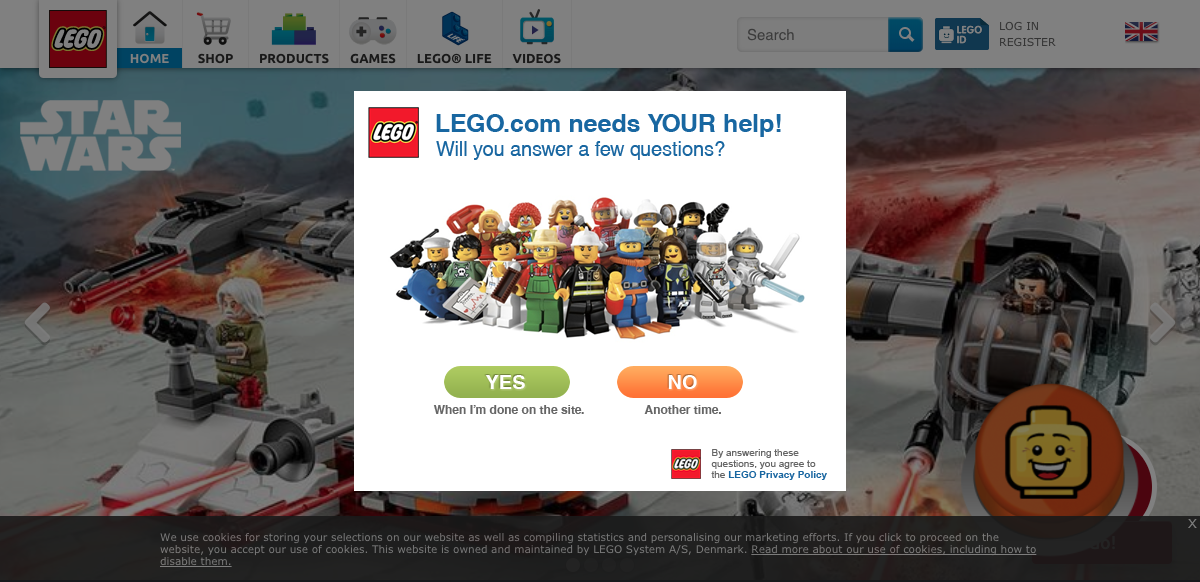 LEGO
HOME
SHOP
PRODUCTS
GAMES
LIFE
LEGO® LIFE
VIDEOS
Search
LEGO
ID
LOG IN
REGISTER
STAR
WARS
LEGO
LEGO.com needs YOUR help!
Will you answer a few questions?
YES
When I'm done on the site.
NO
Another time.
LEGO
By answering these
questions, you agree to
the LEGO Privacy Policy
X
We use cookies for storing your selections on our website as well as compiling statistics and personalising our marketing efforts. If you click to proceed on the
website, you accept our use of cookies. This website is owned and maintained by LEGO System A/S, Denmark. Read more about our use of cookies, including how to
disable them.